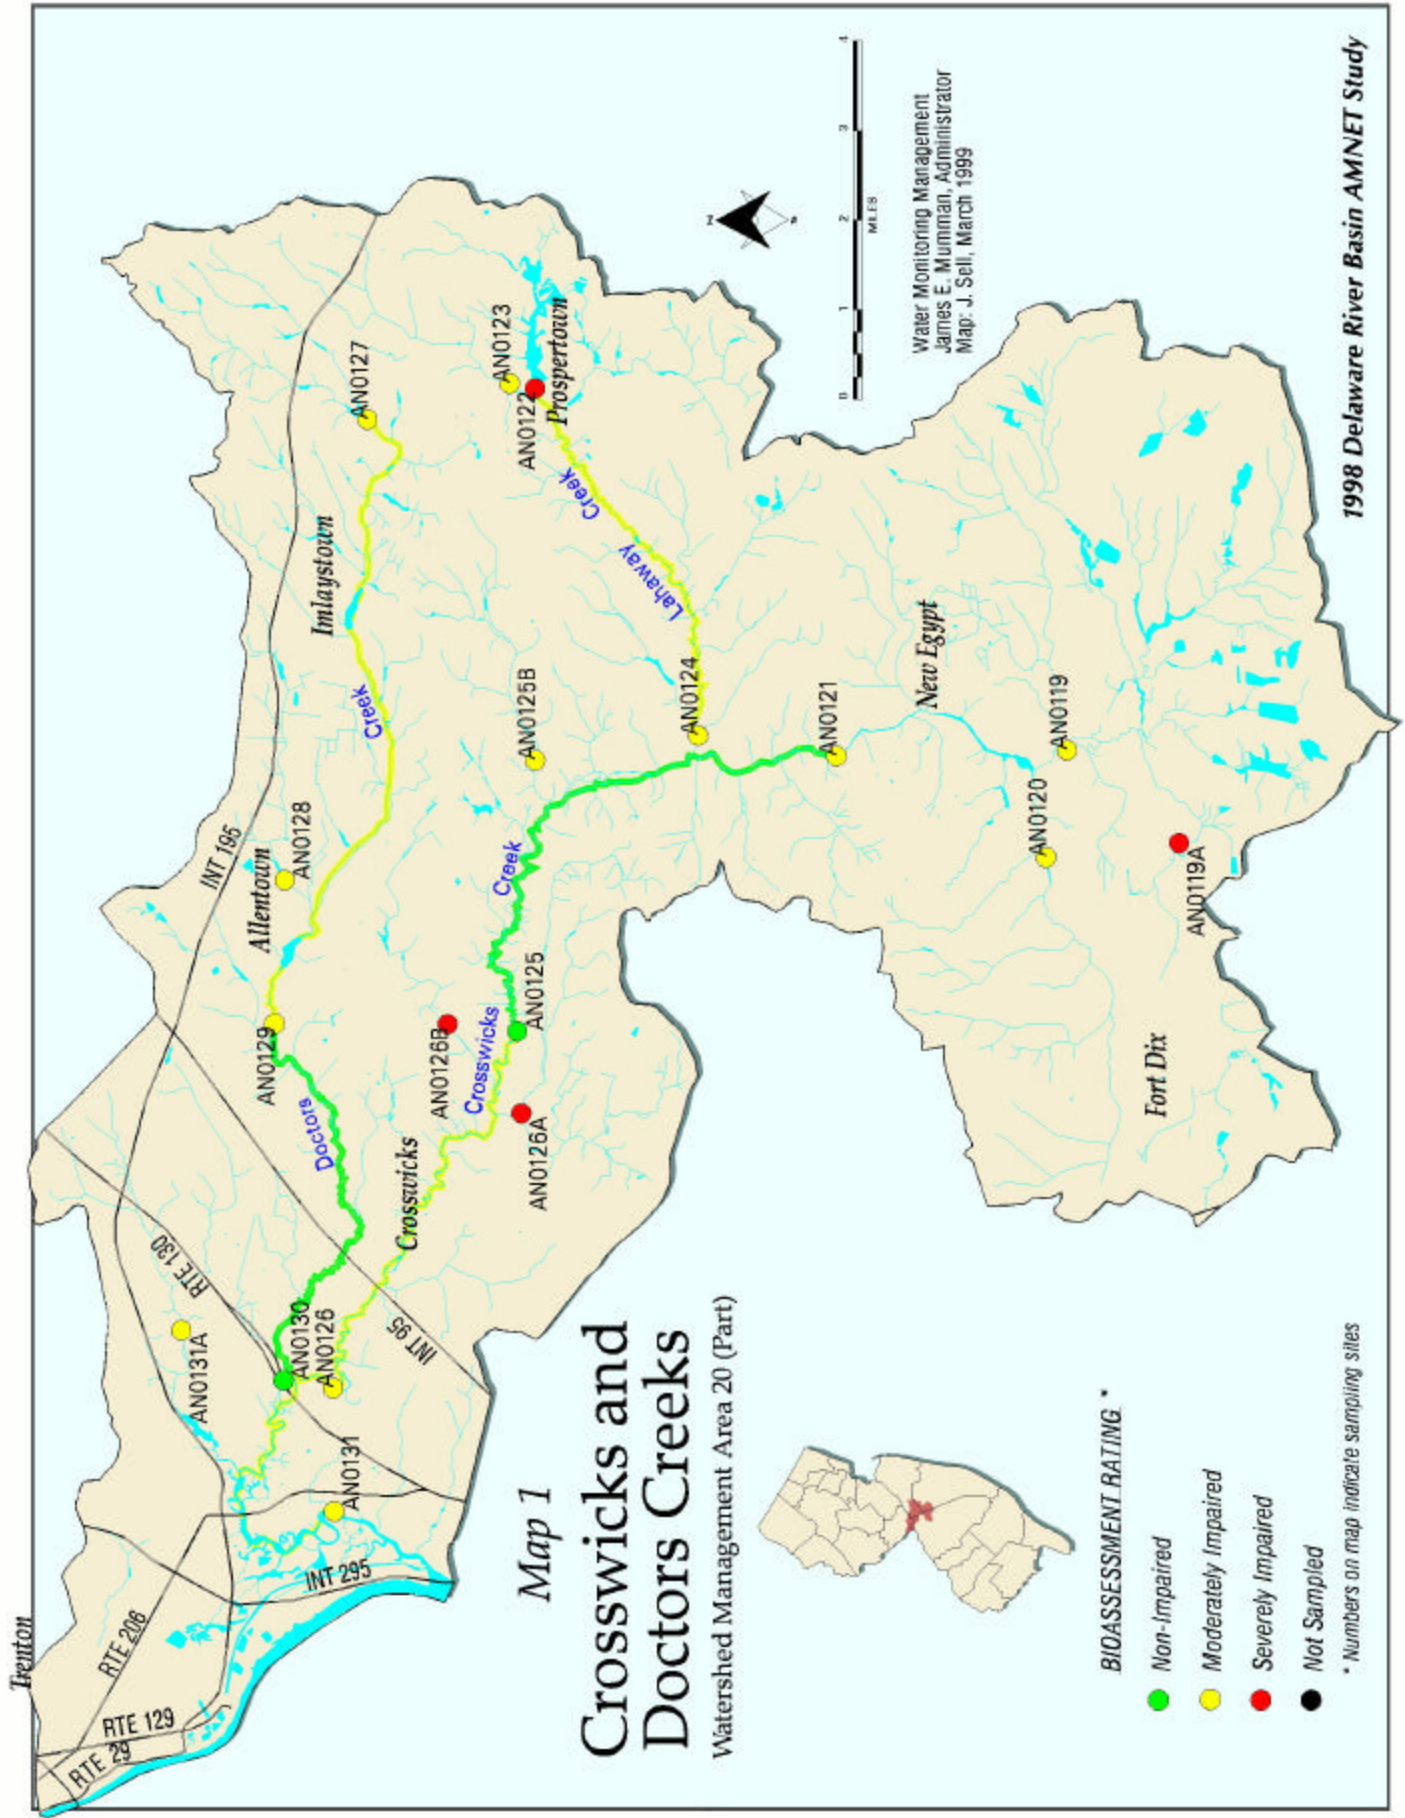 Trenton
RTE 29
RTE 129
RTE 206
INT 295
AN0131
AN0131A
RTE 130
AN0130
AN0126
INT 95
Doctors
AN0129
Crosswicks
AN0126B
AN0126A
Crosswicks
AN0125
Creek
Allentown
INT 195
AN0128
Creek
Imlaystown
AN0127
AN0125B
AN0123
AN0122
Prospertown
Creek
Lahaway
AN0124
AN0121
New Egypt
AN0119
AN0120
AN0119A
Fort Dix
0 1 2 3 4
MILES
Water Monitoring Management
James E. Mumman, Administrator
Map: J. Sell, March 1999
Map 1
Crosswicks and
Doctors Creeks
Watershed Management Area 20 (Part)
BIOASSESSMENT RATING *
Non-Impaired
Moderately Impaired
Severely Impaired
Not Sampled
* Numbers on map indicate sampling sites
1998 Delaware River Basin AMNET Study